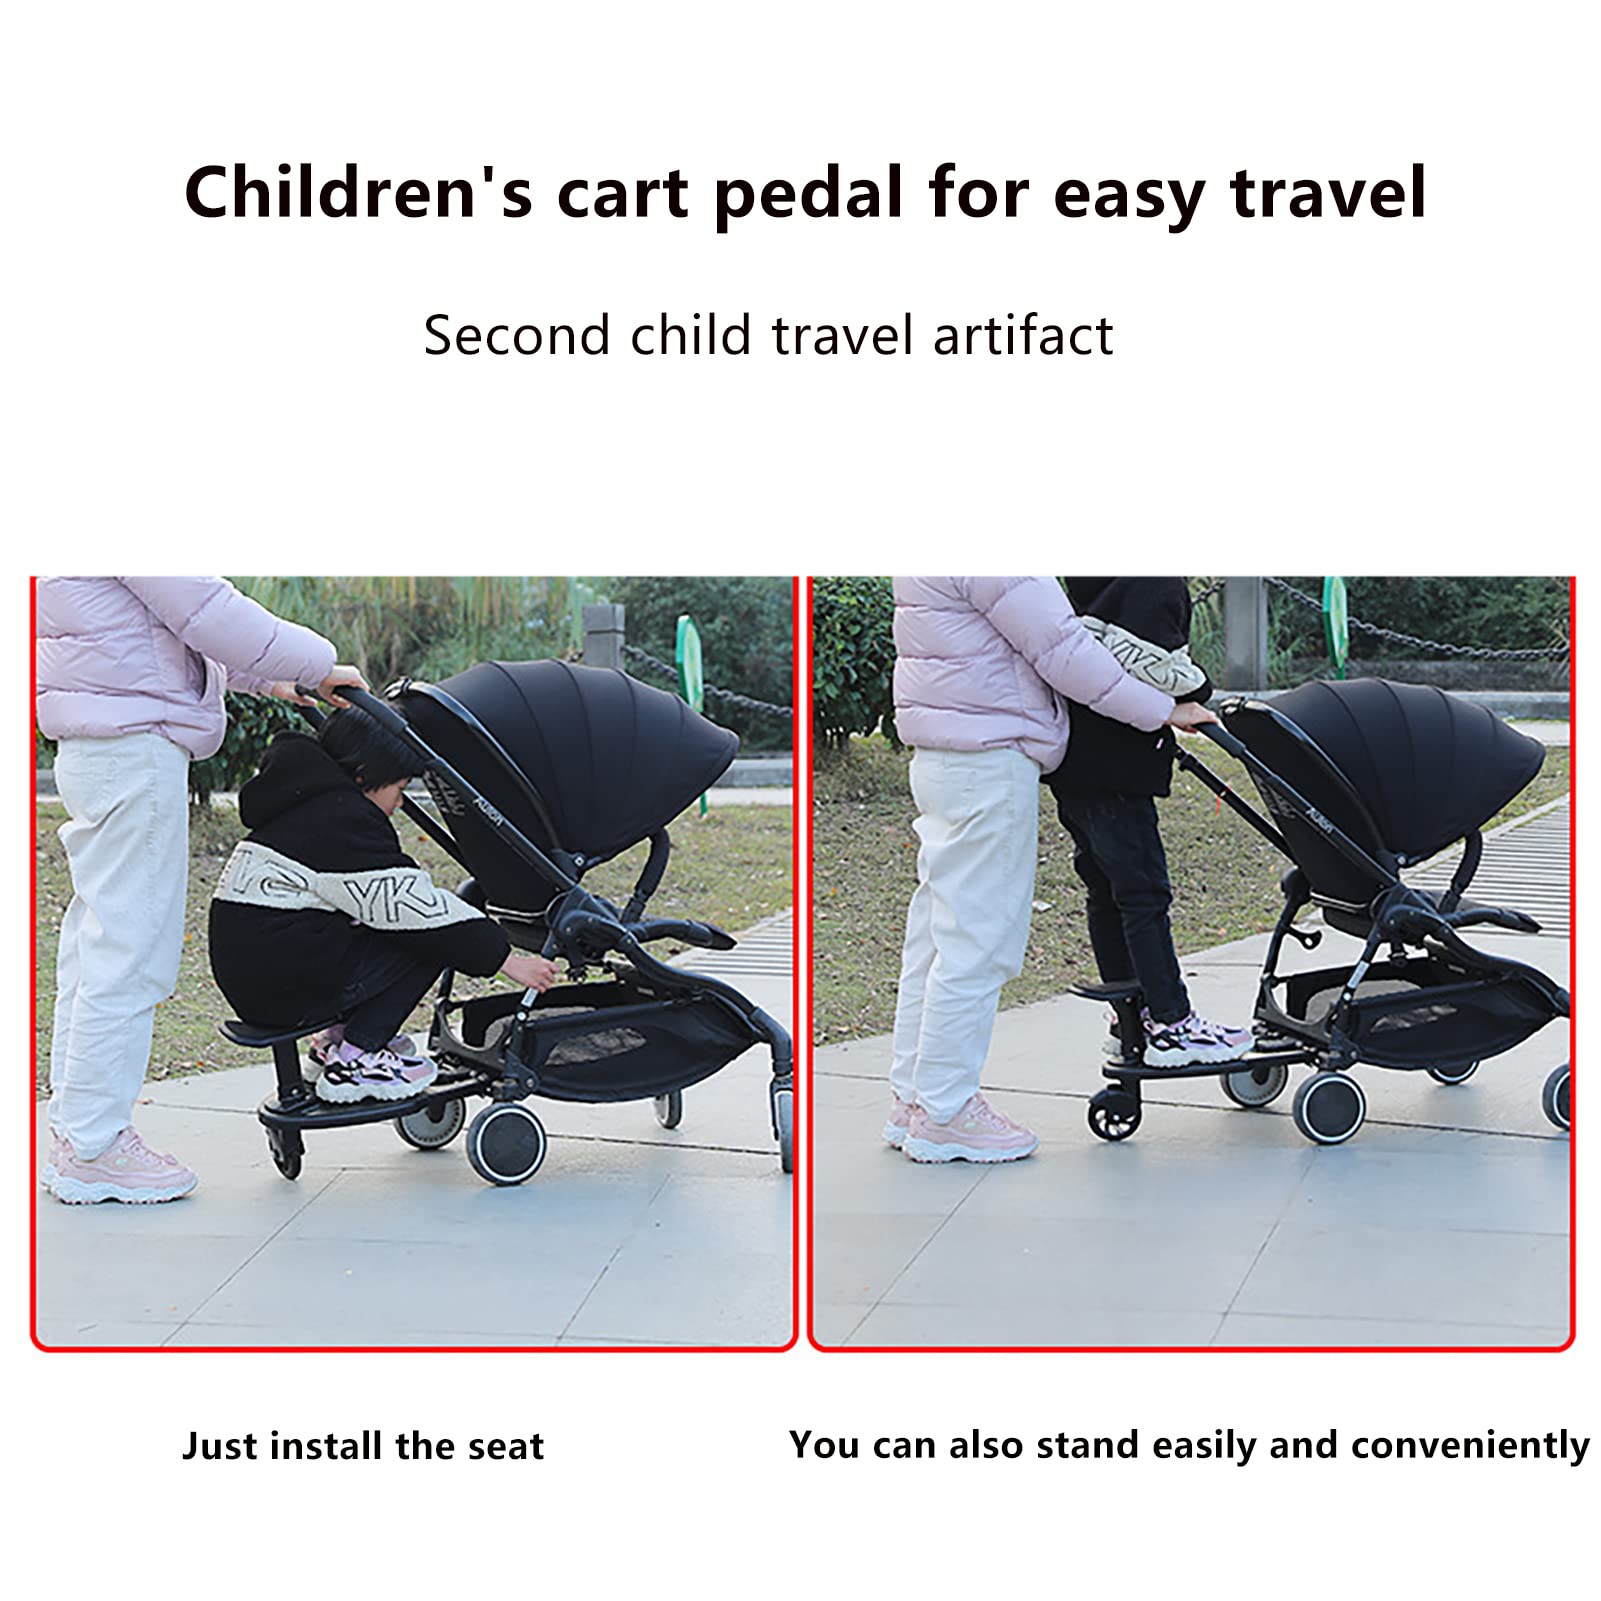 Children's cart pedal for easy travel
Second child travel artifact
YK
Just install the seat
You can also stand easily and conveniently